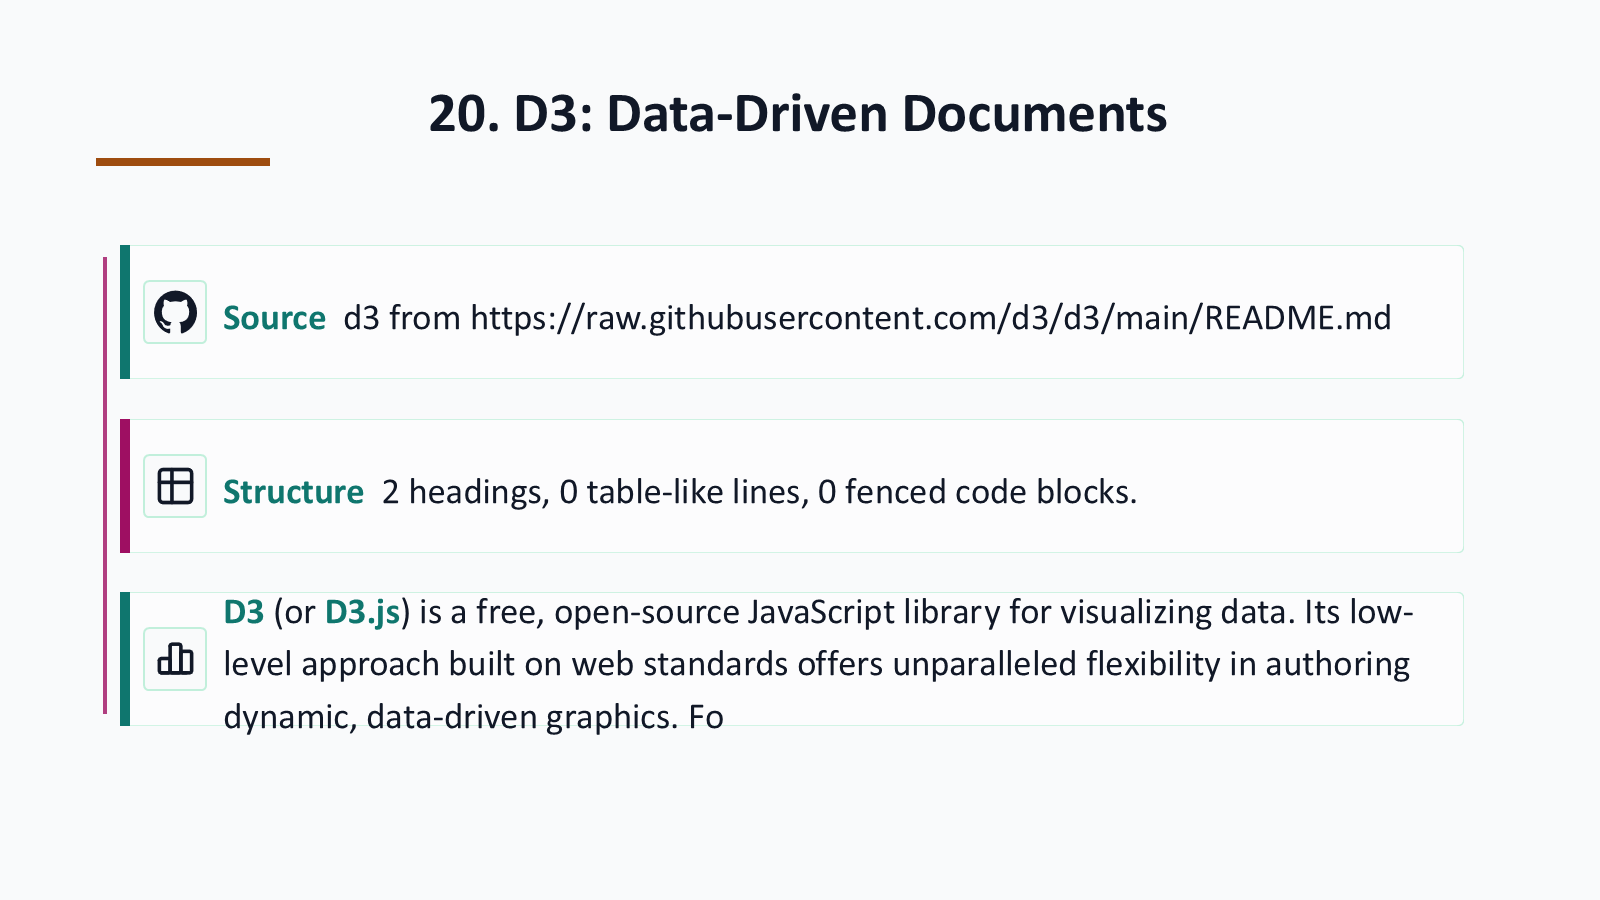 20. D3: Data-Driven Documents
Source d3 from https://raw.githubusercontent.com/d3/d3/main/README.md
Structure 2 headings, 0 table-like lines, 0 fenced code blocks.
D3 (or D3.js) is a free, open-source JavaScript library for visualizing data. Its low-
level approach built on web standards offers unparalleled flexibility in authoring
dynamic, data-driven graphics. Fo